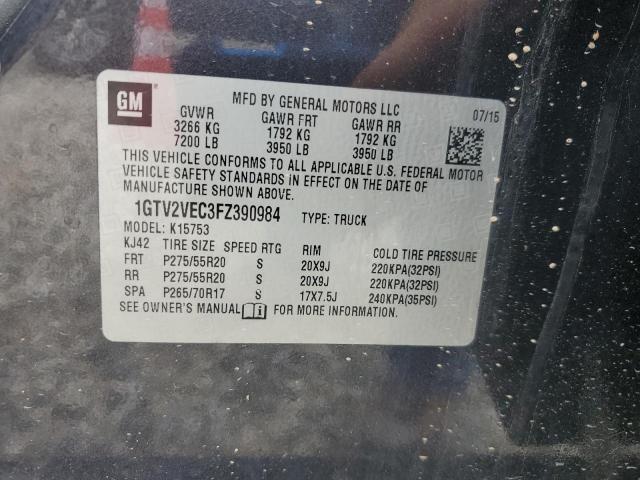 GM
MFD BY GENERAL MOTORS LLC
07/15
GVWR GAWR FRT GAWR RR
3266 KG 1792 KG 1792 KG
7200 LB 3950 LB 3950 LB
THIS VEHICLE CONFORMS TO ALL APPLICABLE U.S. FEDERAL MOTOR
VEHICLE SAFETY STANDARDS IN EFFECT ON THE DATE OF
MANUFACTURE SHOWN ABOVE.
1GTV2VEC3FZ390984 TYPE: TRUCK
MODEL: K15753
KJ42 TIRE SIZE SPEED RTG RIM COLD TIRE PRESSURE
FRT P275/55R20 S 20X9J 220KPA(32PSI)
RR P275/55R20 S 20X9J 220KPA(32PSI)
SPA P265/70R17 S 17X7.5J 240KPA(35PSI)
SEE OWNER'S MANUAL FOR MORE INFORMATION.